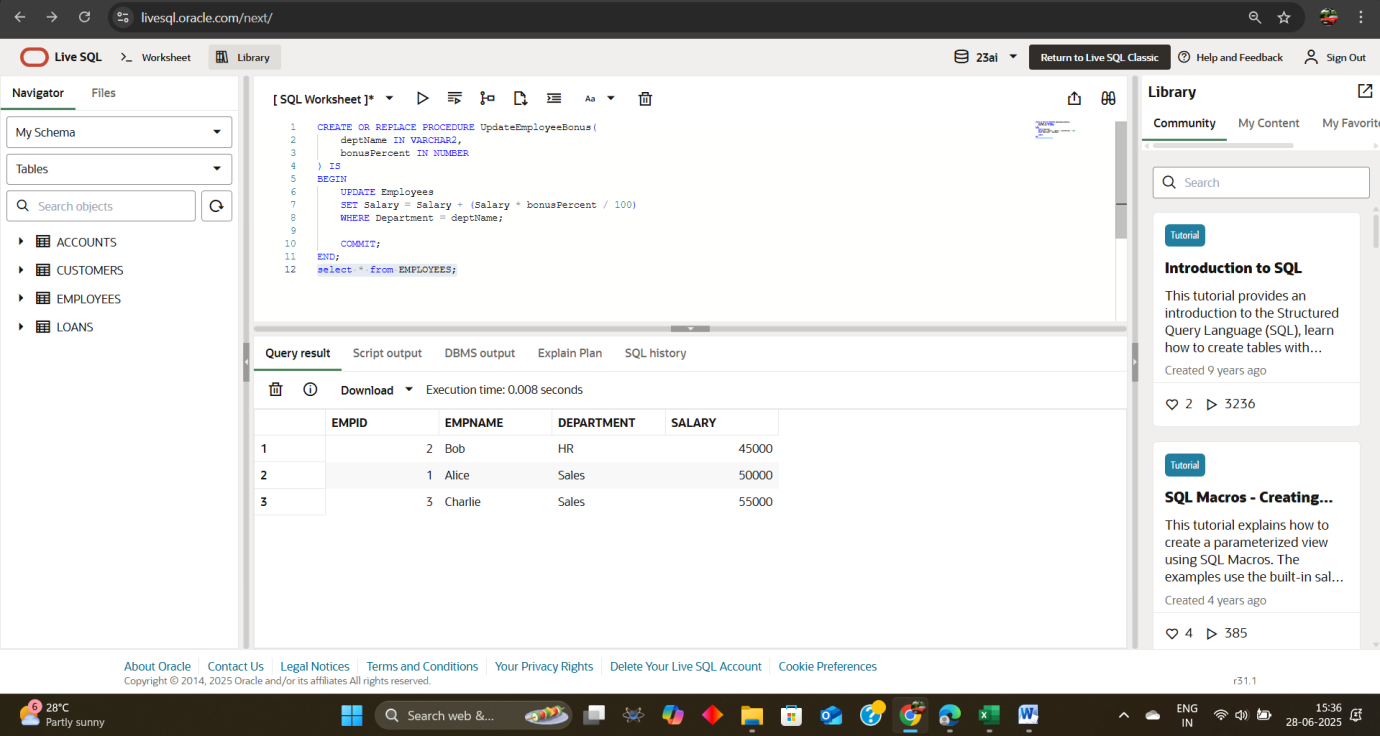 livesql.oracle.com/next/
Live SQL
Worksheet
Library
23ai
Return to Live SQL Classic
Help and Feedback
Sign Out
Navigator
Files
My Schema
Tables
Search objects
ACCOUNTS
CUSTOMERS
EMPLOYEES
LOANS
[ SQL Worksheet ]*
Aa
1 CREATE OR REPLACE PROCEDURE UpdateEmployeeBonus(
2 deptName IN VARCHAR2,
3 bonusPercent IN NUMBER
4 ) IS
5 BEGIN
6 UPDATE Employees
7 SET Salary = Salary + (Salary * bonusPercent / 100)
8 WHERE Department = deptName;
9
10 COMMIT;
11 END;
12 select * from EMPLOYEES;
Query result
Script output
DBMS output
Explain Plan
SQL history
Download
Execution time: 0.008 seconds
EMPID EMPNAME DEPARTMENT SALARY
1 2 Bob HR 45000
2 1 Alice Sales 50000
3 3 Charlie Sales 55000
Library
Community
My Content
My Favorite
Search
Tutorial
Introduction to SQL
This tutorial provides an
introduction to the Structured
Query Language (SQL), learn
how to create tables with...
Created 9 years ago
2 3236
Tutorial
SQL Macros - Creating...
This tutorial explains how to
create a parameterized view
using SQL Macros. The
examples use the built-in sal...
Created 4 years ago
4 385
About Oracle
Contact Us
Legal Notices
Terms and Conditions
Your Privacy Rights
Delete Your Live SQL Account
Cookie Preferences
Copyright © 2014, 2025 Oracle and/or its affiliates All rights reserved.
r31.1
6
28°C
Partly sunny
Search web &...
ENG
IN
15:36
28-06-2025